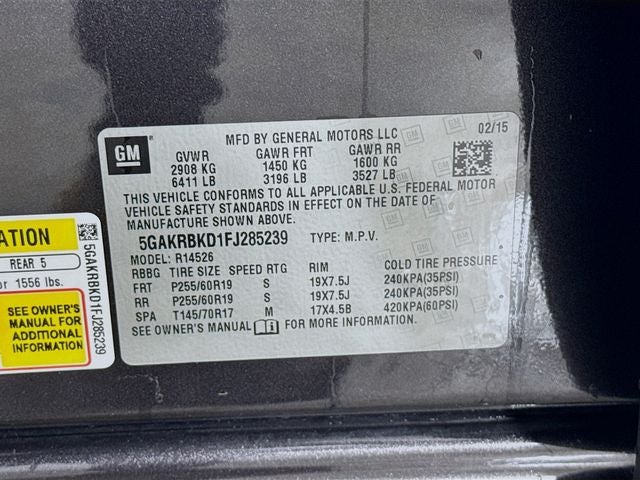 GM
MFD BY GENERAL MOTORS LLC
02/15
GVWR GAWR FRT GAWR RR
2908 KG 1450 KG 1600 KG
6411 LB 3196 LB 3527 LB
THIS VEHICLE CONFORMS TO ALL APPLICABLE U.S. FEDERAL MOTOR
VEHICLE SAFETY STANDARDS IN EFFECT ON THE DATE OF
MANUFACTURE SHOWN ABOVE.
5GAKRBKD1FJ285239 TYPE: M.P.V.
MODEL: R14526
RBBG TIRE SIZE SPEED RTG RIM COLD TIRE PRESSURE
FRT P255/60R19 S 19X7.5J 240KPA(35PSI)
RR P255/60R19 S 19X7.5J 240KPA(35PSI)
SPA T145/70R17 M 17X4.5B 420KPA(60PSI)
SEE OWNER'S MANUAL FOR MORE INFORMATION.
ATION
REAR 5
or 1556 lbs.
SEE OWNER'S
MANUAL FOR
ADDITIONAL
INFORMATION
5GAKRBKD1FJ285239